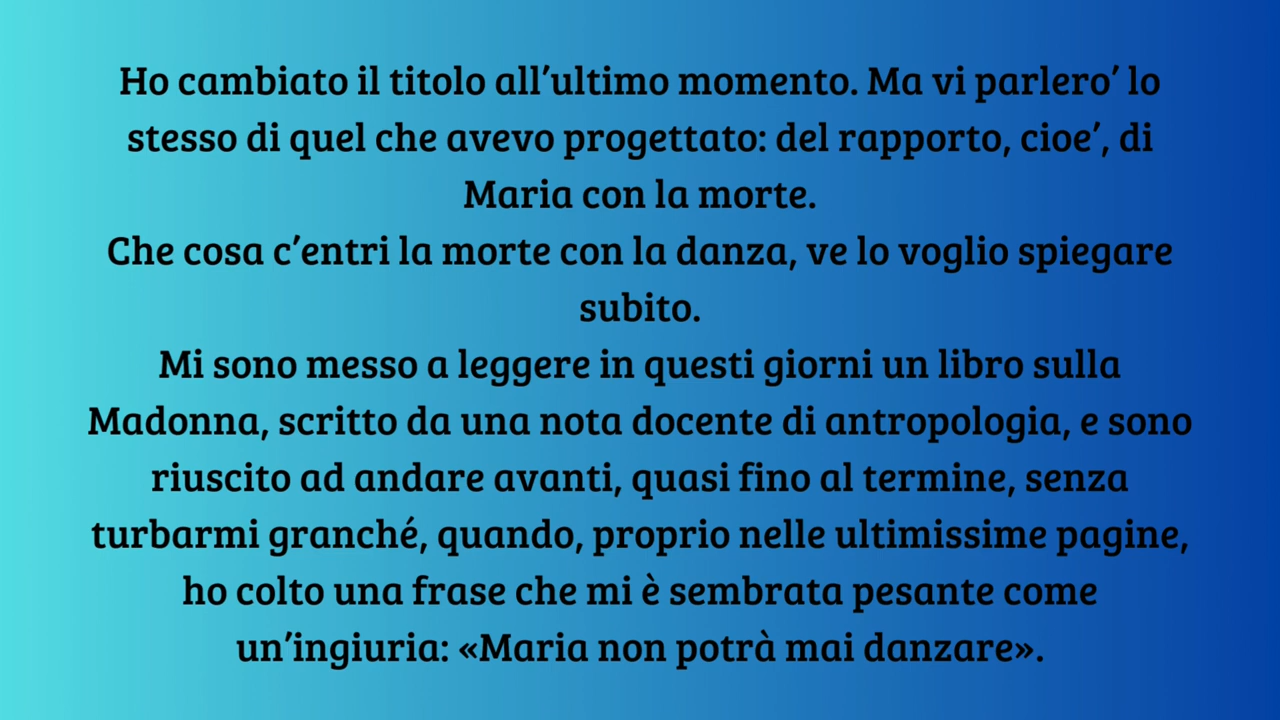 Ho cambiato il titolo all’ultimo momento. Ma vi parlero’ lo
stesso di quel che avevo progettato: del rapporto, cioe’, di
Maria con la morte.
Che cosa c’entri la morte con la danza, ve lo voglio spiegare
subito.
Mi sono messo a leggere in questi giorni un libro sulla
Madonna, scritto da una nota docente di antropologia, e sono
riuscito ad andare avanti, quasi fino al termine, senza
turbarmi granché, quando, proprio nelle ultimissime pagine,
ho colto una frase che mi è sembrata pesante come
un’ingiuria: «Maria non potrà mai danzare».